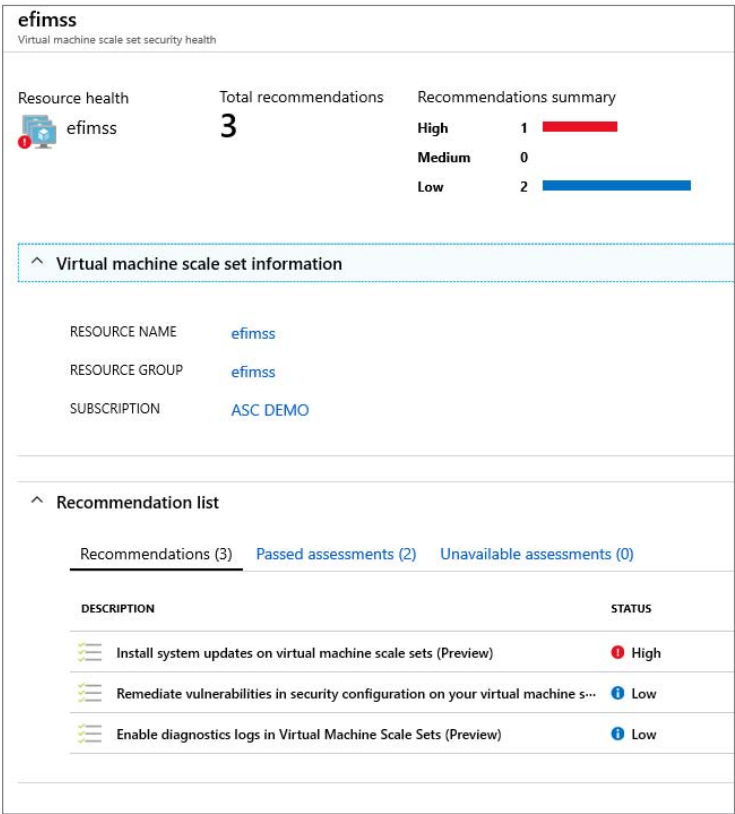 efimss
Virtual machine scale set security health
Resource health
efimss
Total recommendations
3
Recommendations summary
High 1
Medium 0
Low 2
Virtual machine scale set information
RESOURCE NAME efimss
RESOURCE GROUP efimss
SUBSCRIPTION ASC DEMO
Recommendation list
Recommendations (3) Passed assessments (2) Unavailable assessments (0)
DESCRIPTION STATUS
Install system updates on virtual machine scale sets (Preview) High
Remediate vulnerabilities in security configuration on your virtual machine s··· Low
Enable diagnostics logs in Virtual Machine Scale Sets (Preview) Low